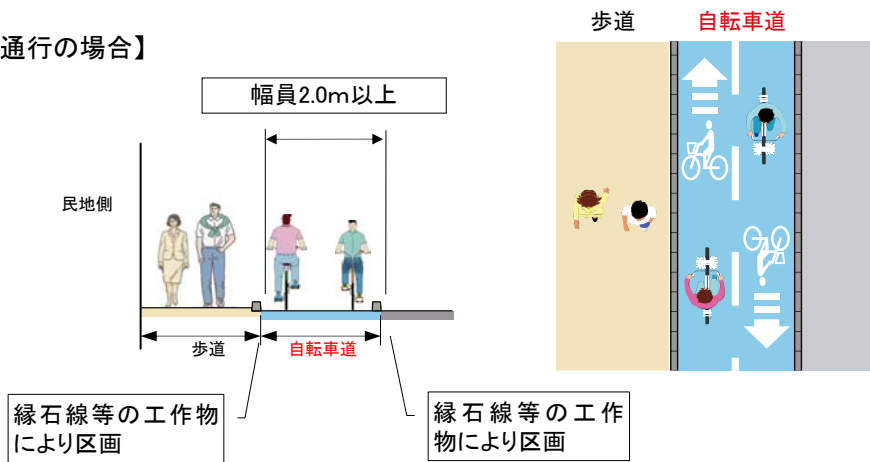 通行の場合】
歩道 自転車道
幅員2.0m以上
民地側
歩道 自転車道
縁石線等の工作物
により区画
縁石線等の工作
物により区画